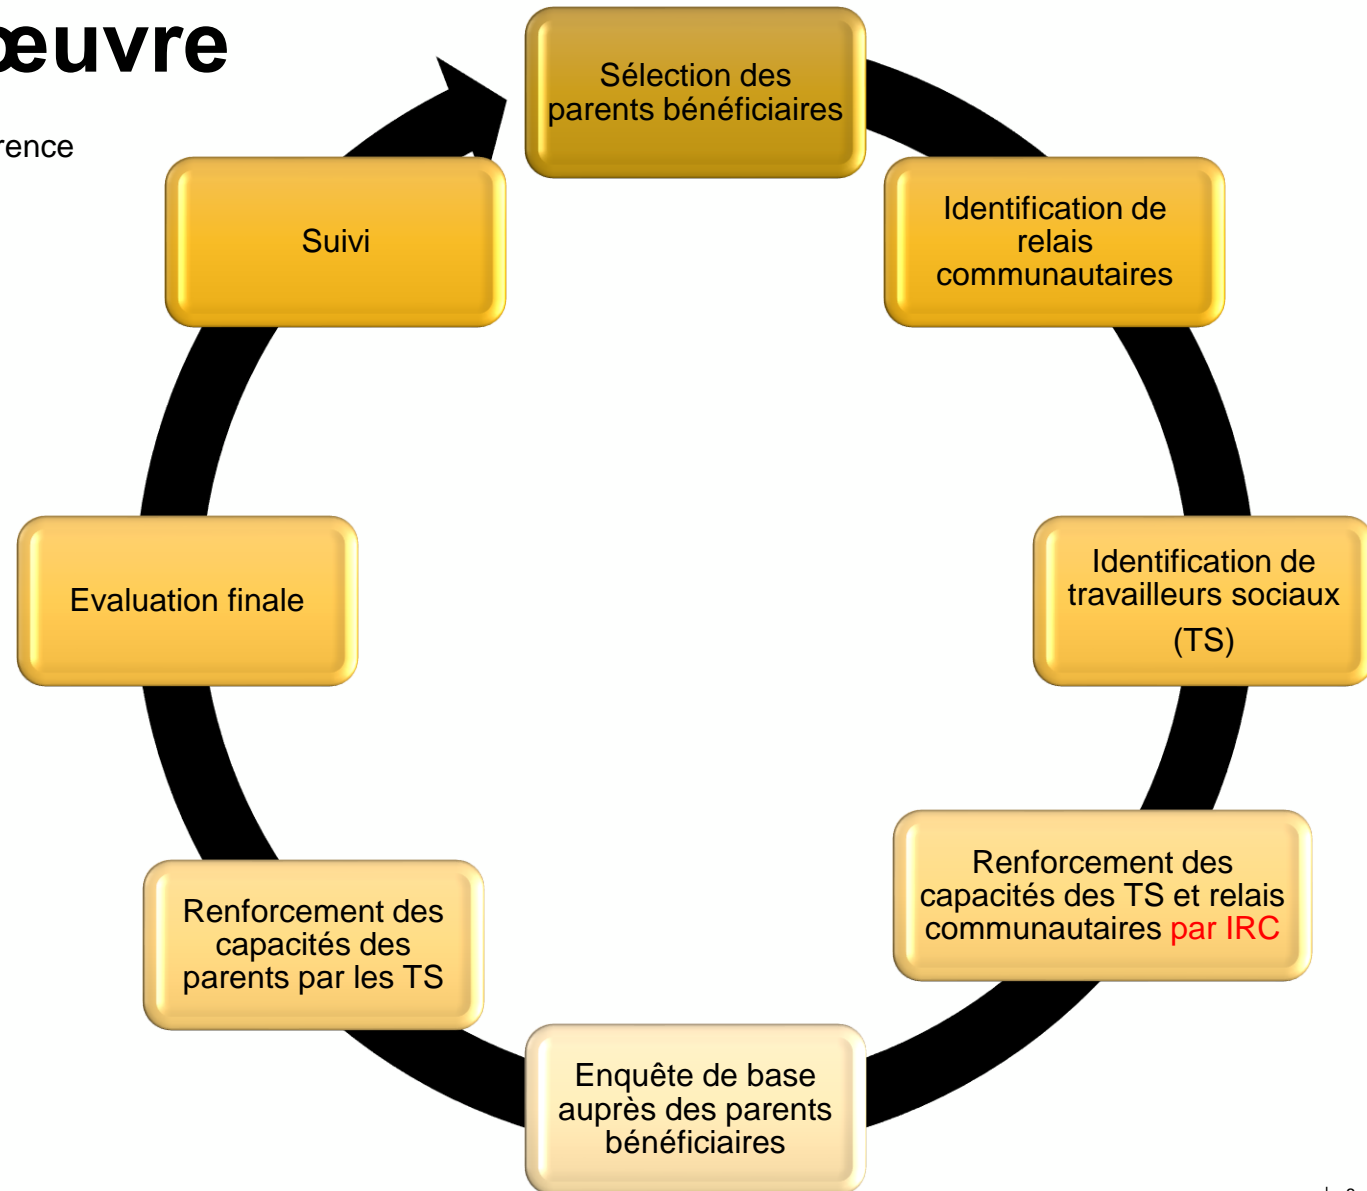 œuvre
rence
Sélection des
parents bénéficiaires
Identification de
relais
communautaires
Identification de
travailleurs sociaux
(TS)
Renforcement des
capacités des TS et relais
communautaires par IRC
Enquête de base
auprès des parents
bénéficiaires
Renforcement des
capacités des
parents par les TS
Evaluation finale
Suivi